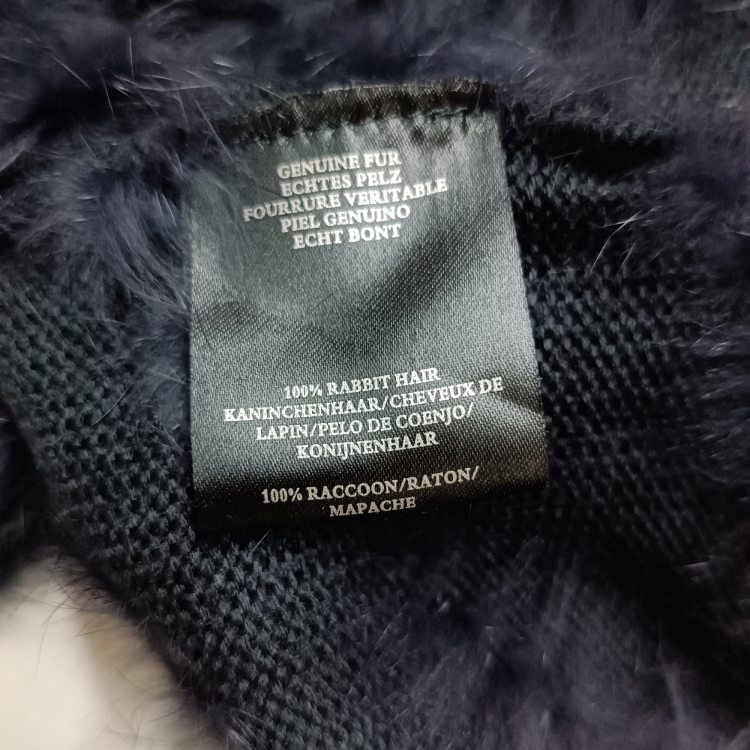 GENUINE FUR
ECHTES PELZ
FOURRURE VERITABLE
PIEL GENUINO
ECHT BONT
100% RABBIT HAIR
KANINCHENHAAR/CHEVEUX DE
LAPIN/PELO DE COENJO/
KONIJNENHAAR
100% RACCOON/RATON/
MAPACHE